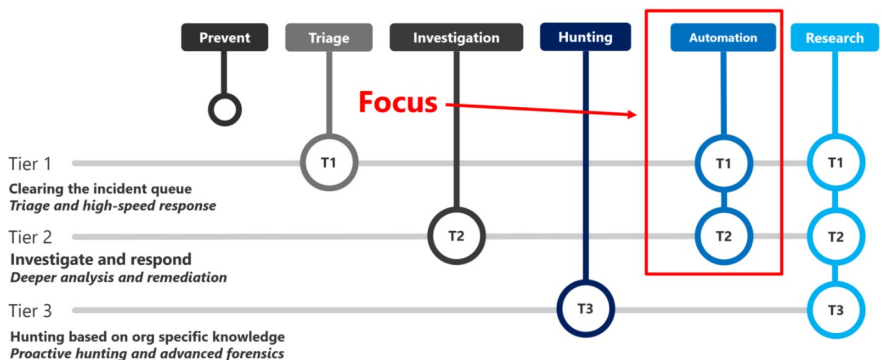 Prevent
Triage
Investigation
Hunting
Automation
Research
Focus
Tier 1
T1
T1
T1
Clearing the incident queue
Triage and high-speed response
Tier 2
T2
T2
T2
Investigate and respond
Deeper analysis and remediation
Tier 3
T3
T3
Hunting based on org specific knowledge
Proactive hunting and advanced forensics